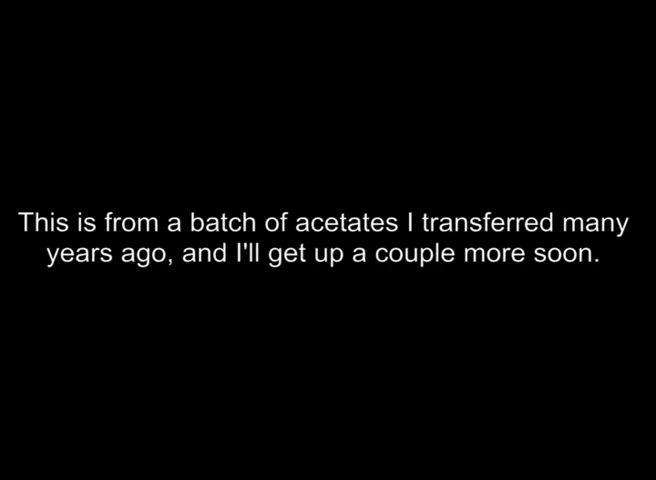 This is from a batch of acetates I transferred many
years ago, and I'll get up a couple more soon.